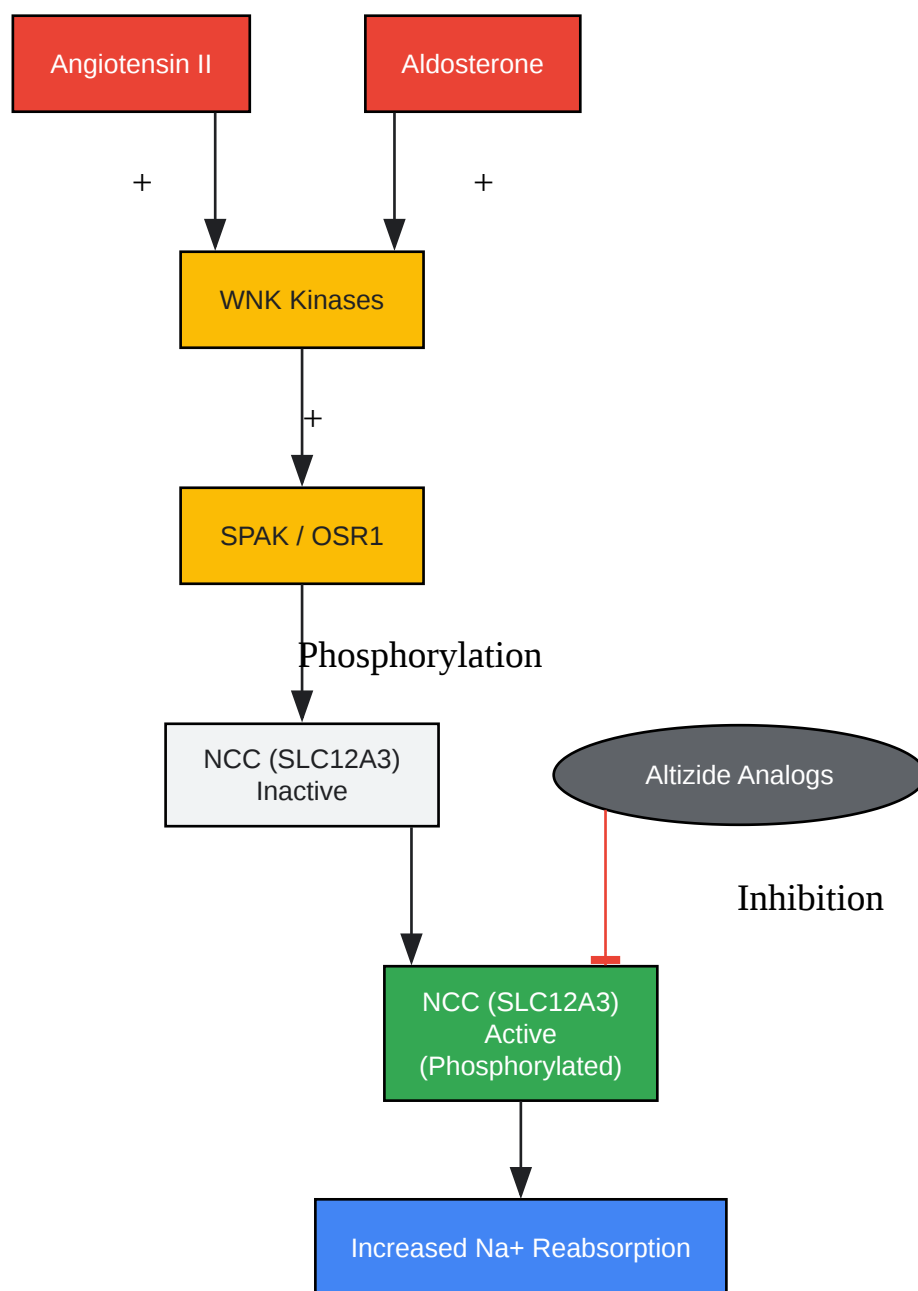 Angiotensin II
Aldosterone
+
+
WNK Kinases
+
SPAK / OSR1
Phosphorylation
NCC (SLC12A3)
Inactive
Altizide Analogs
Inhibition
NCC (SLC12A3)
Active
(Phosphorylated)
Increased Na+ Reabsorption